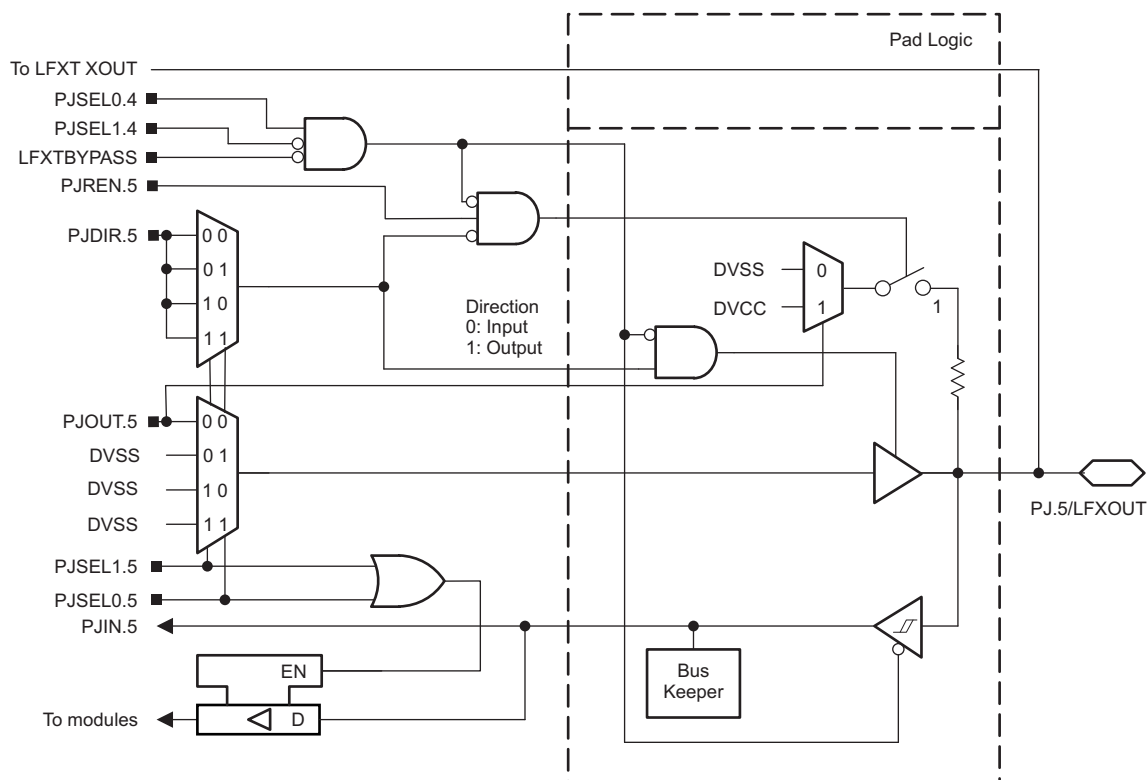 Pad Logic
To LFXT XOUT
PJSEL0.4
PJSEL1.4
LFXTBYPASS
PJREN.5
PJDIR.5
0 0
0 1
1 0
1 1
Direction
0: Input
1: Output
DVSS
0
DVCC
1
1
PJOUT.5
0 0
DVSS
0 1
DVSS
1 0
DVSS
1 1
PJ.5/LFXOUT
PJSEL1.5
PJSEL0.5
PJIN.5
Bus
Keeper
EN
To modules
D